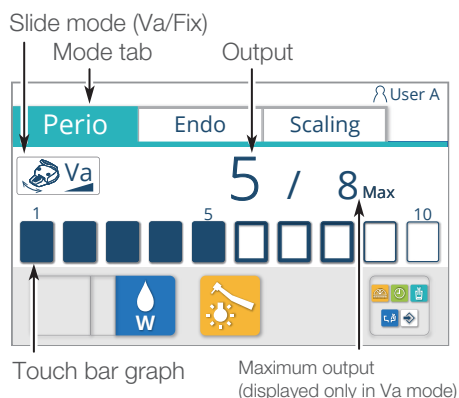 Slide mode (Va/Fix)
Mode tab
Output
User A
Perio
Endo
Scaling
Va
5 / 8 Max
1
5
10
W
Touch bar graph
Maximum output
(displayed only in Va mode)